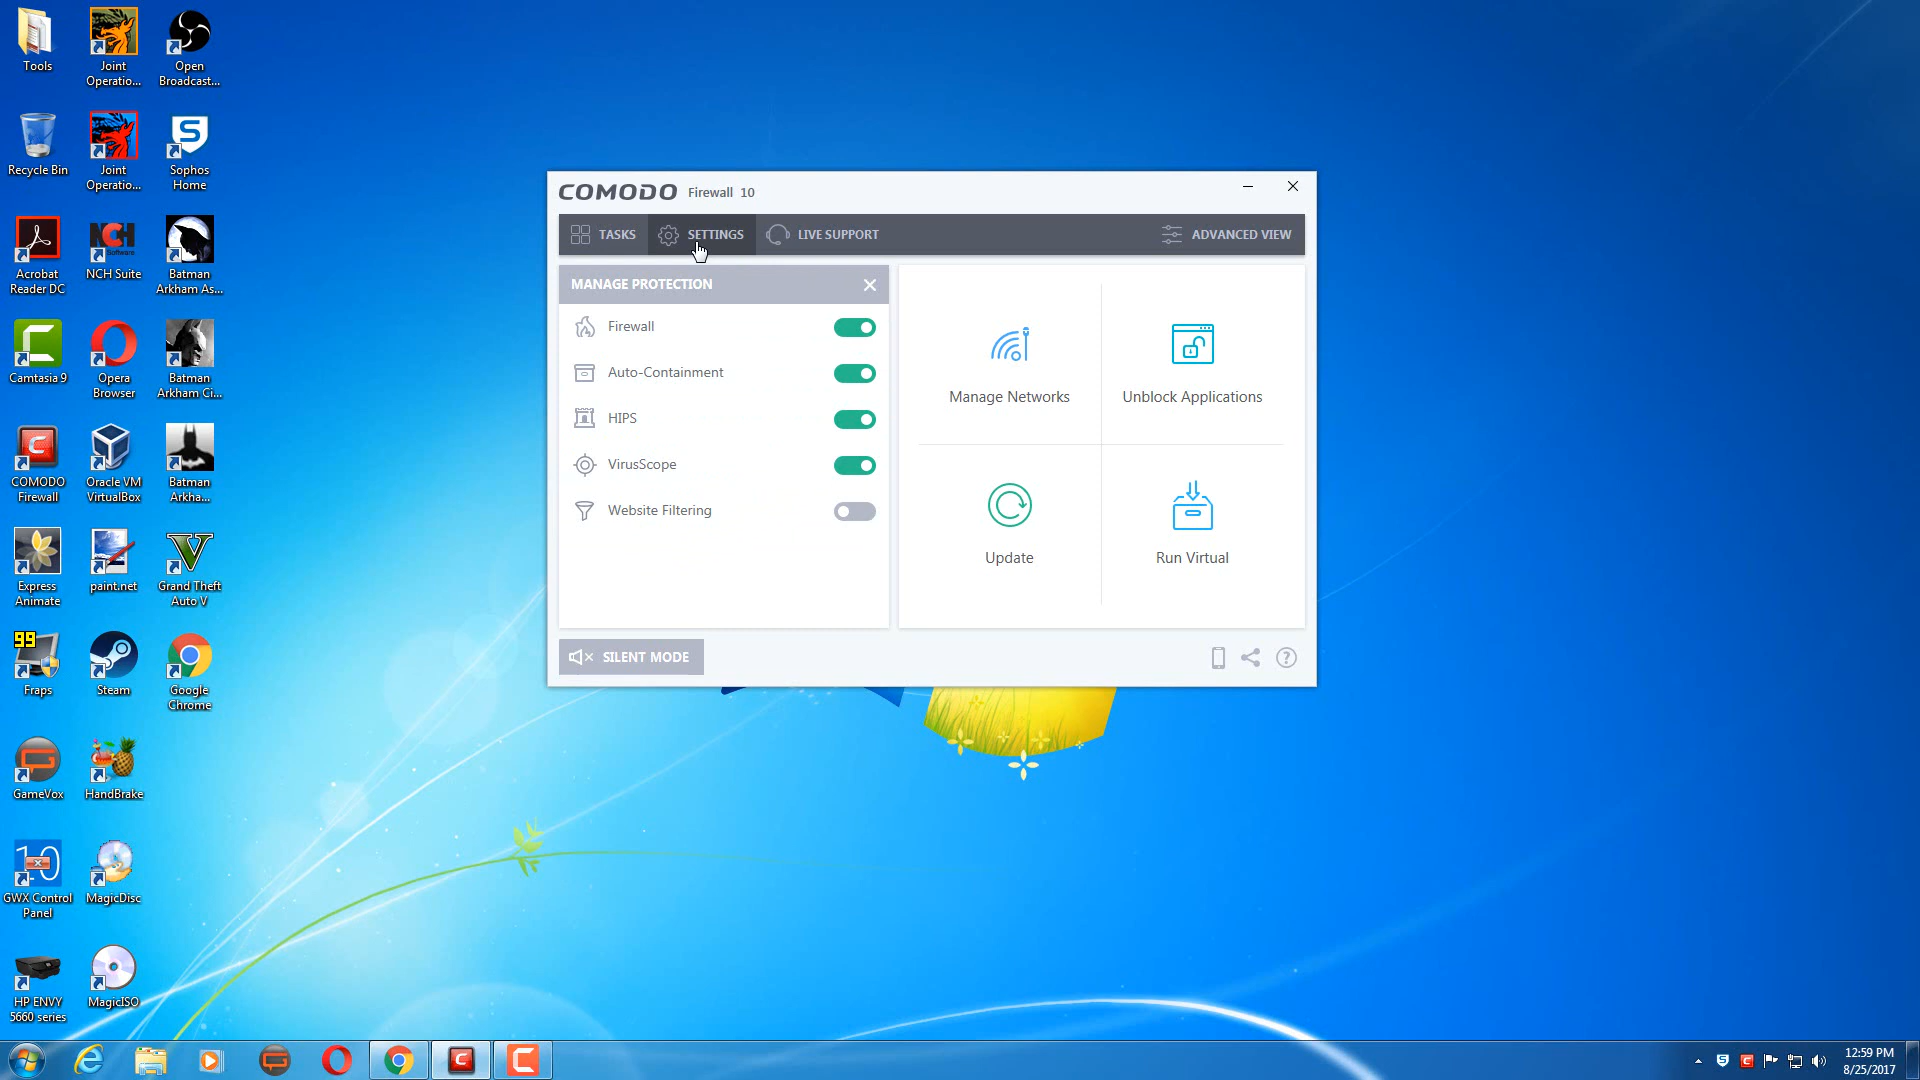 Tools
Joint
Operatio...
Open
Broadcast...
Recycle Bin
Joint
Operatio...
S
Sophos
Home
Acrobat
Reader DC
NCH
Software
NCH Suite
Batman
Arkham As...
Camtasia 9
Opera
Browser
Batman
Arkham Ci...
COMODO
Firewall
Oracle VM
VirtualBox
Batman
Arkha...
Express
Animate
paint.net
Grand Theft
Auto V
99
Fraps
Steam
Google
Chrome
GameVox
HandBrake
10
GWX Control
Panel
MagicDisc
HP ENVY
5660 series
MagicISO
COMODO Firewall 10
TASKS SETTINGS LIVE SUPPORT ADVANCED VIEW
MANAGE PROTECTION
Firewall
Auto-Containment
HIPS
VirusScope
Website Filtering
Manage Networks
Unblock Applications
Update
Run Virtual
SILENT MODE
12:59 PM
8/25/2017